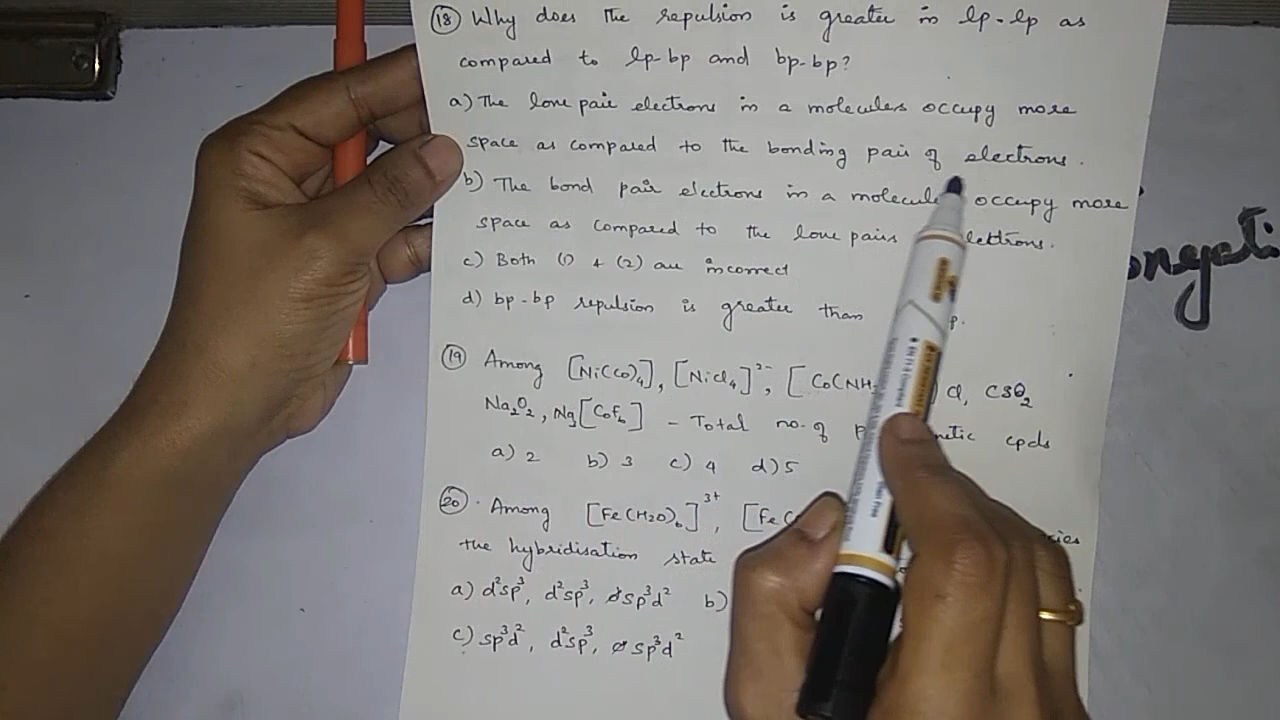 (18) Why does the repulsion is greater in lp-lp as
compared to lp-bp and bp-bp?
a) The lone pair electrons in a molecules occupy more
space as compared to the bonding pair of electrons.
b) The bond pair electrons in a molecule occupy more
space as compared to the lone pairs
c) Both (1) & (2) are incorrect
d) bp-bp repulsion is greater than
ongati
(19) Among [Ni(CO)4], [NiCl4]²⁻, [Co(NH Cl, CsO2
Na2O2, Na3[CoF6] - Total no. of cpds
a) 2 b) 3 c) 4 d) 5
(20) Among [Fe(H2O)6]³⁺, [Fe(
the hybridisation state
a) d²sp³, d²sp³, sp³d² b)
c) sp³d², d²sp³, sp³d²